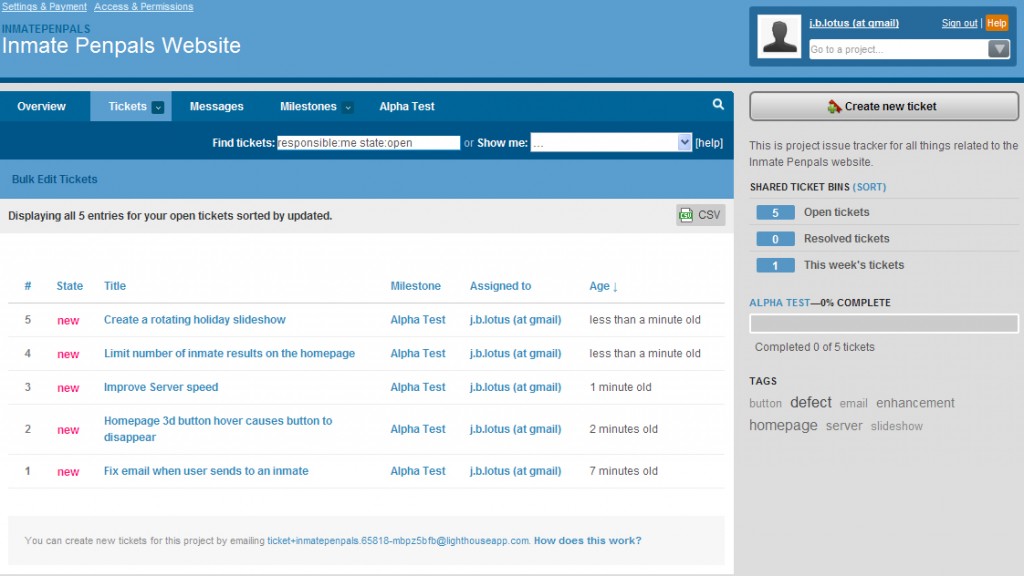 Settings & Payment Access & Permissions
INMATEPENPALS
Inmate Penpals Website
j.b.lotus (at gmail) Sign out | Help
Go to a project...
Overview Tickets Messages Milestones Alpha Test
Find tickets: responsible:me state:open or Show me: ... [help]
Bulk Edit Tickets
Displaying all 5 entries for your open tickets sorted by updated. CSV
# State Title Milestone Assigned to Age ↓
5 new Create a rotating holiday slideshow Alpha Test j.b.lotus (at gmail) less than a minute old
4 new Limit number of inmate results on the homepage Alpha Test j.b.lotus (at gmail) less than a minute old
3 new Improve Server speed Alpha Test j.b.lotus (at gmail) 1 minute old
2 new Homepage 3d button hover causes button to
disappear Alpha Test j.b.lotus (at gmail) 2 minutes old
1 new Fix email when user sends to an inmate Alpha Test j.b.lotus (at gmail) 7 minutes old
You can create new tickets for this project by emailing ticket+inmatepenpals.65818-mbpz5bfb@lighthouseapp.com. How does this work?
Create new ticket
This is project issue tracker for all things related to the
Inmate Penpals website.
SHARED TICKET BINS (SORT)
5 Open tickets
0 Resolved tickets
1 This week's tickets
ALPHA TEST—0% COMPLETE
Completed 0 of 5 tickets
TAGS
button defect email enhancement
homepage server slideshow